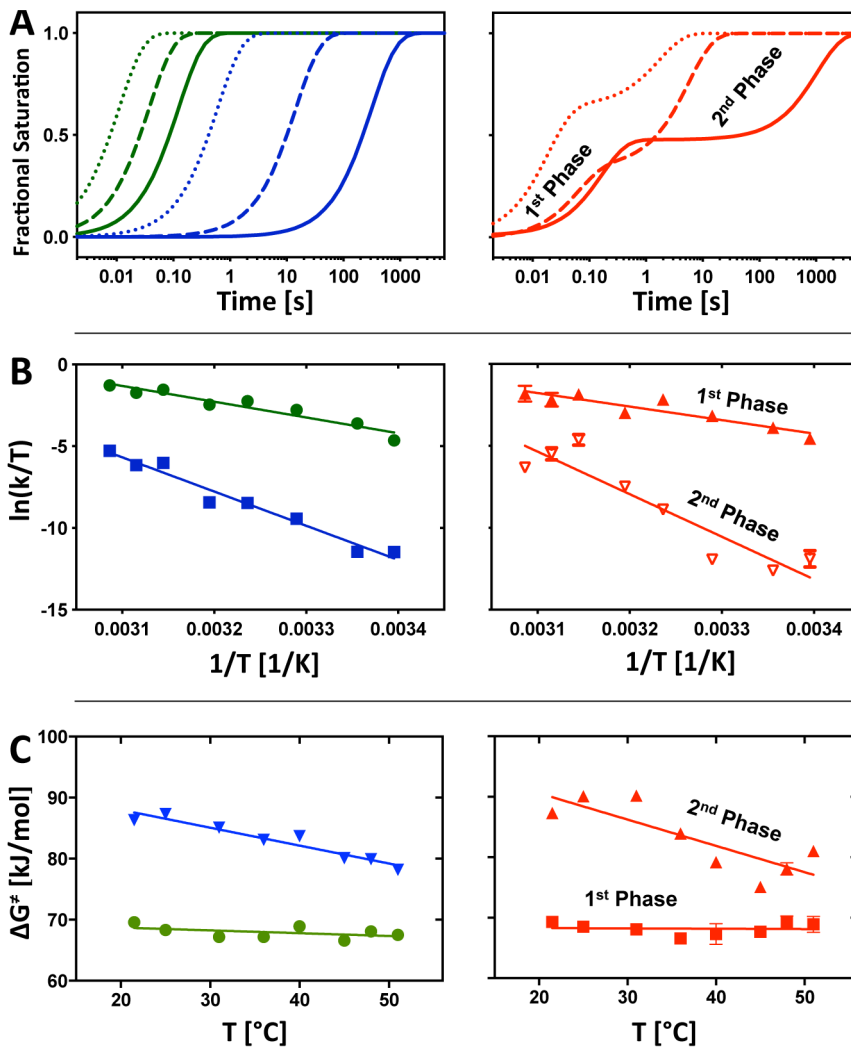 A
Fractional Saturation
1.0
0.5
0.0
0.01 0.10 1 10 100 1000
Time [s]
1st Phase
2nd Phase
0.01 0.10 1 10 100 1000
Time [s]
B
ln(k/T)
0
-5
-10
-15
0.0031 0.0032 0.0033 0.0034
1/T [1/K]
1st Phase
2nd Phase
0.0031 0.0032 0.0033 0.0034
1/T [1/K]
C
ΔG≠ [kJ/mol]
100
90
80
70
60
20 30 40 50
T [°C]
2nd Phase
1st Phase
20 30 40 50
T [°C]